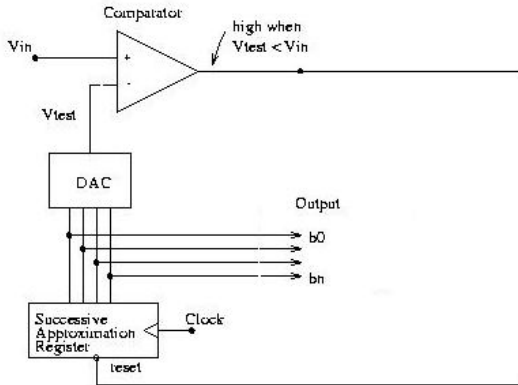 Comparator
high when
Vtest < Vin
Vin
+
-
Vtest
DAC
Output
b0
bn
Successive
Approximation
Register
Clock
reset